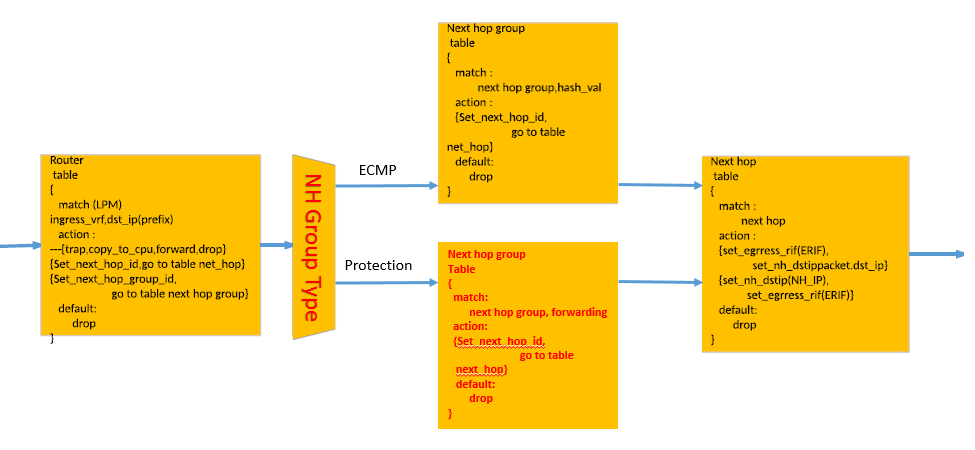 Router
table
{
match (LPM)
ingress_vrf,dst_ip(prefix)
action :
---{trap,copy_to_cpu,forward,drop}
{Set_next_hop_id,go to table net_hop}
{Set_next_hop_group_id,
go to table next hop group}
default:
drop
}
NH Group Type
ECMP
Protection
Next hop group
table
{
match :
next hop group,hash_val
action :
{Set_next_hop_id,
go to table
net_hop}
default:
drop
}
Next hop group
Table
{
match:
next hop group, forwarding
action:
{Set_next_hop_id,
go to table
next_hop}
default:
drop
}
Next hop
table
{
match :
next hop
action :
{set_egrress_rif(ERIF),
set_nh_dstippacket.dst_ip}
{set_nh_dstip(NH_IP),
set_egrress_rif(ERIF)}
default:
drop
}